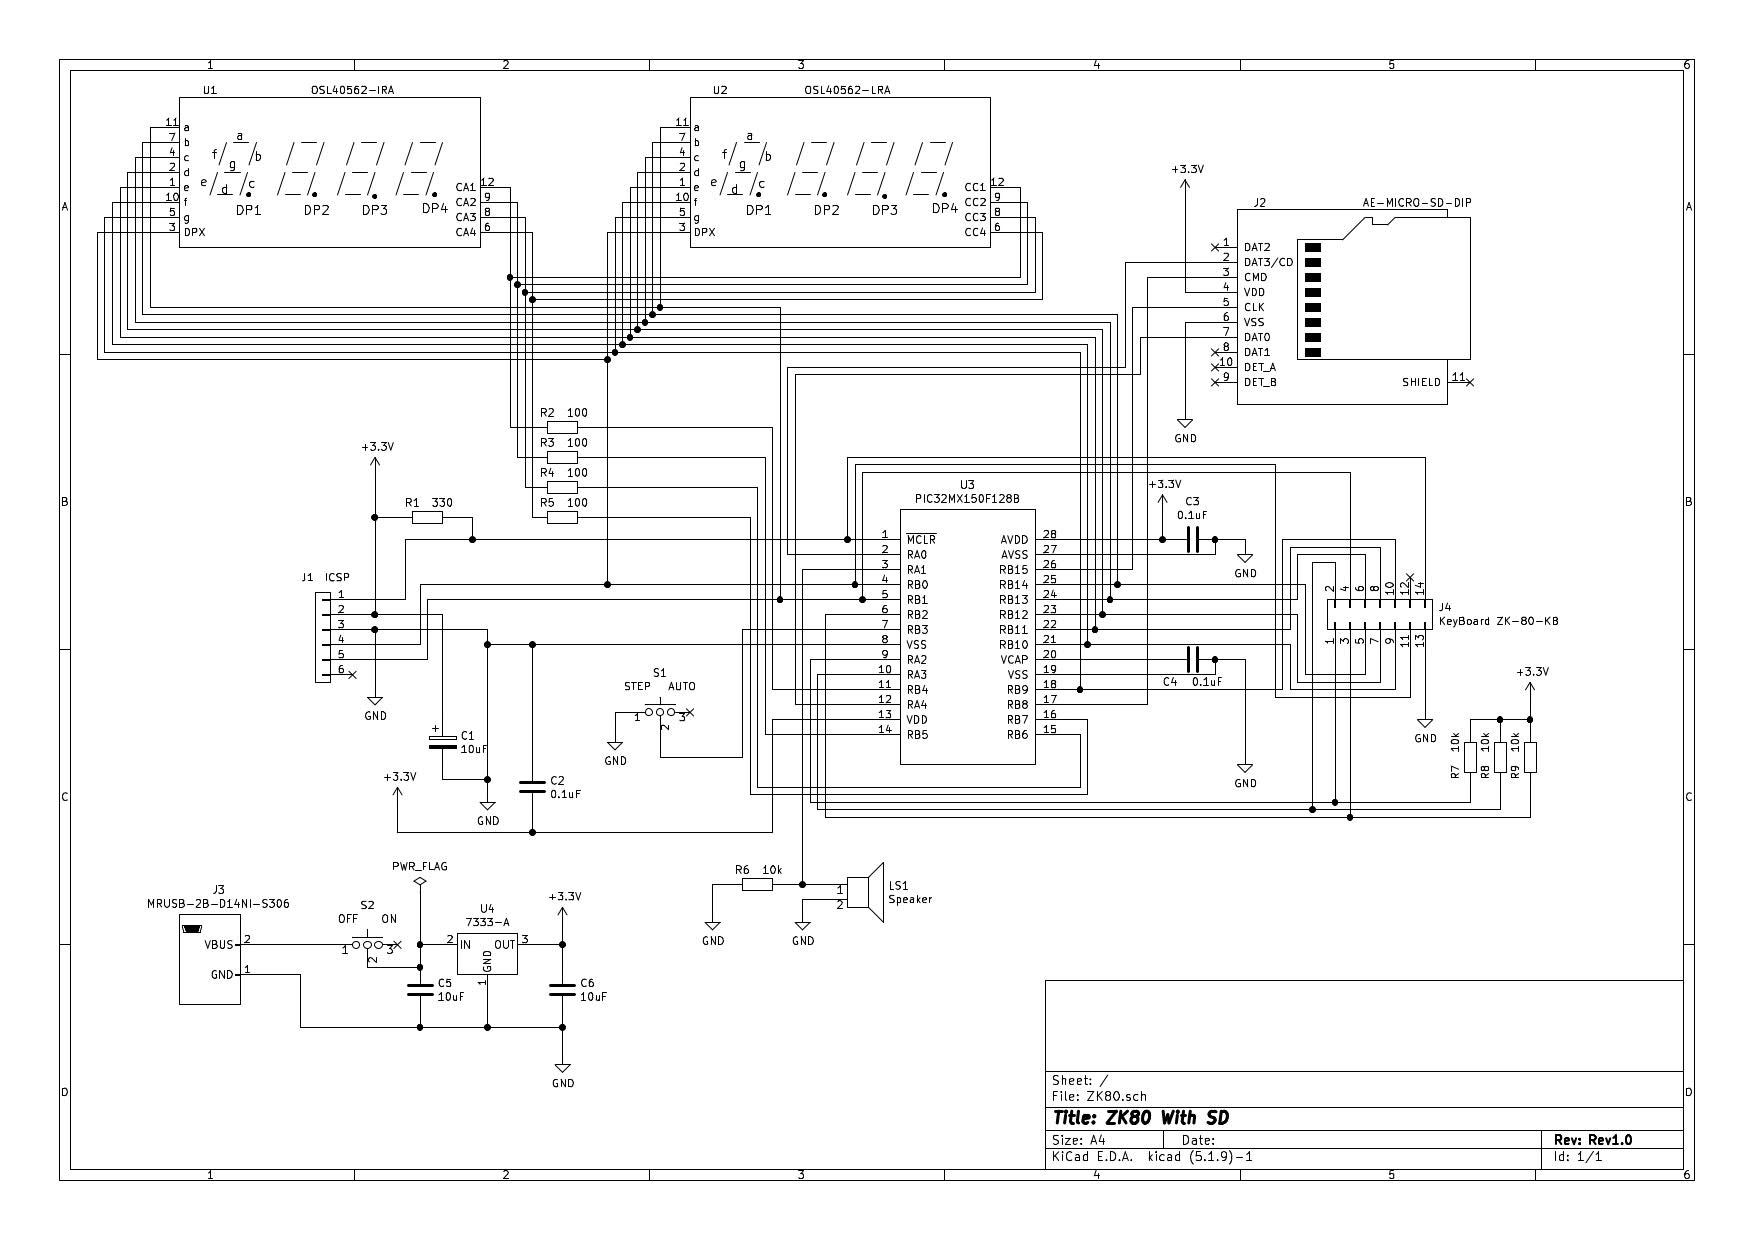 1 2 3 4 5 6
A
B
C
D
U1 OSL40562-IRA
11 a
7 b
4 c
2 d
1 e
10 f
5 g
3 DPX
a
f g b
e d c
DP1 DP2 DP3 DP4
CA1 12
CA2 9
CA3 8
CA4 6
U2 OSL40562-LRA
11 a
7 b
4 c
2 d
1 e
10 f
5 g
3 DPX
a
f g b
e d c
DP1 DP2 DP3 DP4
CC1 12
CC2 9
CC3 8
CC4 6
+3.3V
J2 AE-MICRO-SD-DIP
1 DAT2
2 DAT3/CD
3 CMD
4 VDD
5 CLK
6 VSS
7 DAT0
8 DAT1
10 DET_A
9 DET_B
SHIELD 11
GND
R2 100
R3 100
R4 100
R5 100
+3.3V
R1 330
J1 ICSP
1
2
3
4
5
6
GND
+
C1
10uF
GND
+3.3V
C2
0.1uF
S1
STEP AUTO
1 2 3
GND
U3
PIC32MX150F128B
1 MCLR
2 RA0
3 RA1
4 RB0
5 RB1
6 RB2
7 RB3
8 VSS
9 RA2
10 RA3
11 RB4
12 RA4
13 VDD
14 RB5
AVDD 28
AVSS 27
RB15 26
RB14 25
RB13 24
RB12 23
RB11 22
RB10 21
VCAP 20
VSS 19
RB9 18
RB8 17
RB7 16
RB6 15
+3.3V
C3
0.1uF
GND
C4 0.1uF
GND
2 4 6 8 10 12 14
1 3 5 7 9 11 13
J4
KeyBoard ZK-80-KB
GND
+3.3V
R7 10k
R8 10k
R9 10k
R6 10k
1
2
LS1
Speaker
GND
GND
J3
MRUSB-2B-D14NI-S306
VBUS 2
GND 1
S2
OFF ON
1 2 3
PWR_FLAG
C5
10uF
U4
7333-A
2 IN
OUT 3
GND
1
+3.3V
C6
10uF
GND
Sheet: /
File: ZK80.sch
Title: ZK80 With SD
Size: A4 Date: Rev: Rev1.0
KiCad E.D.A. kicad (5.1.9)-1 Id: 1/1
A
B
C
D
1 2 3 4 5 6